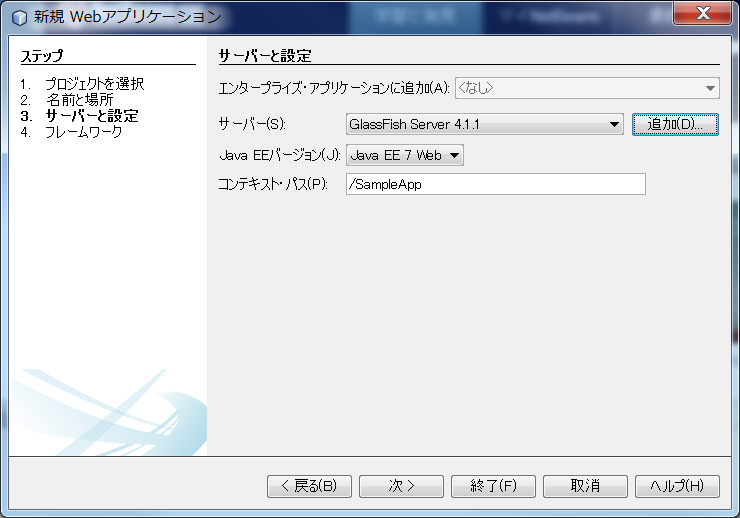 新規 Webアプリケーション
ステップ
1. プロジェクトを選択
2. 名前と場所
3. サーバーと設定
4. フレームワーク
サーバーと設定
エンタープライズ・アプリケーションに追加(A): <なし>
サーバー(S): GlassFish Server 4.1.1 追加(D)...
Java EEバージョン(J): Java EE 7 Web
コンテキスト・パス(P): /SampleApp
< 戻る(B) 次 > 終了(F) 取消 ヘルプ(H)